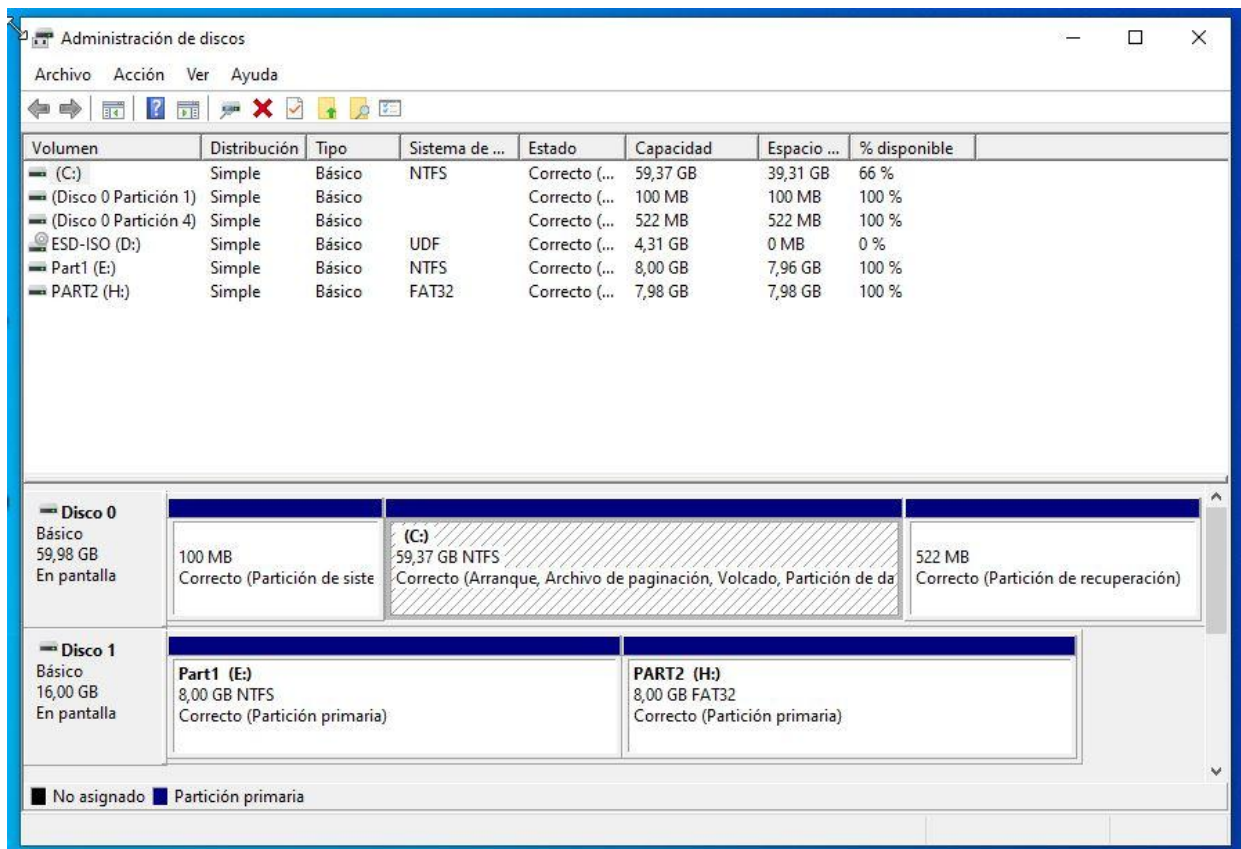 Administración de discos
Archivo Acción Ver Ayuda
Volumen Distribución Tipo Sistema de ... Estado Capacidad Espacio ... % disponible
(C:) Simple Básico NTFS Correcto (... 59,37 GB 39,31 GB 66 %
(Disco 0 Partición 1) Simple Básico Correcto (... 100 MB 100 MB 100 %
(Disco 0 Partición 4) Simple Básico Correcto (... 522 MB 522 MB 100 %
ESD-ISO (D:) Simple Básico UDF Correcto (... 4,31 GB 0 MB 0 %
Part1 (E:) Simple Básico NTFS Correcto (... 8,00 GB 7,96 GB 100 %
PART2 (H:) Simple Básico FAT32 Correcto (... 7,98 GB 7,98 GB 100 %
Disco 0
Básico
59,98 GB
En pantalla
100 MB
Correcto (Partición de siste
(C:)
59,37 GB NTFS
Correcto (Arranque, Archivo de paginación, Volcado, Partición de da
522 MB
Correcto (Partición de recuperación)
Disco 1
Básico
16,00 GB
En pantalla
Part1 (E:)
8,00 GB NTFS
Correcto (Partición primaria)
PART2 (H:)
8,00 GB FAT32
Correcto (Partición primaria)
No asignado Partición primaria